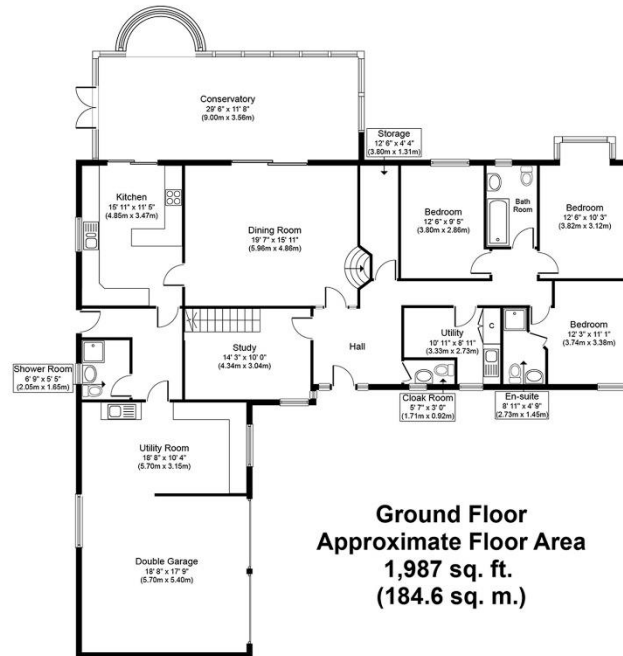 Conservatory
29' 6" x 11' 8"
(9.00m x 3.56m)
Storage
12' 6" x 4' 4"
(3.80m x 1.31m)
Kitchen
15' 11" x 11' 5"
(4.85m x 3.47m)
Dining Room
19' 7" x 15' 11"
(5.96m x 4.86m)
Bedroom
12' 6" x 9' 5"
(3.80m x 2.86m)
Bath
Room
Bedroom
12' 6" x 10' 3"
(3.82m x 3.12m)
Study
14' 3" x 10' 0"
(4.34m x 3.04m)
Hall
Utility
10' 11" x 8' 11"
(3.33m x 2.73m)
Bedroom
12' 3" x 11' 1"
(3.74m x 3.38m)
Shower Room
6' 9" x 5' 5"
(2.05m x 1.65m)
Cloak Room
5' 7" x 3' 0"
(1.71m x 0.92m)
En-suite
8' 11" x 4' 9"
(2.73m x 1.45m)
Utility Room
18' 8" x 10' 4"
(5.70m x 3.15m)
Double Garage
18' 8" x 17' 9"
(5.70m x 5.40m)
Ground Floor
Approximate Floor Area
1,987 sq. ft.
(184.6 sq. m.)